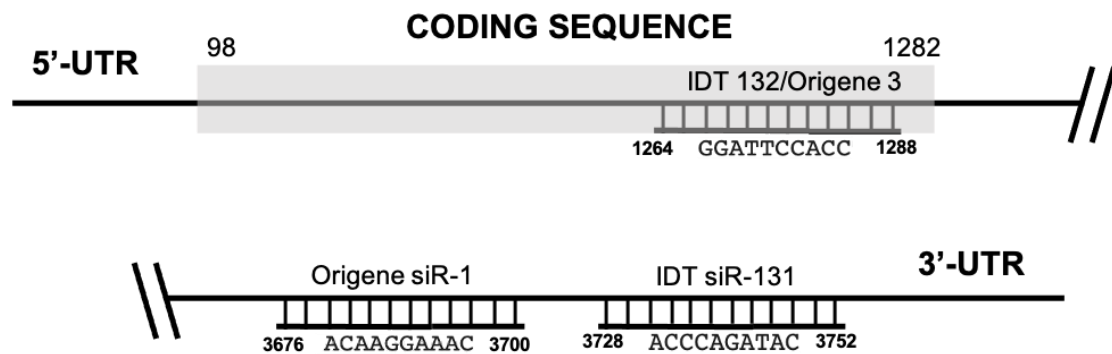 CODING SEQUENCE
98 1282
5'-UTR
IDT 132/Origene 3
1264 GGATTCCACC 1288
3'-UTR
Origene siR-1 IDT siR-131
3676 ACAAGGAAAC 3700 3728 ACCCAGATAC 3752